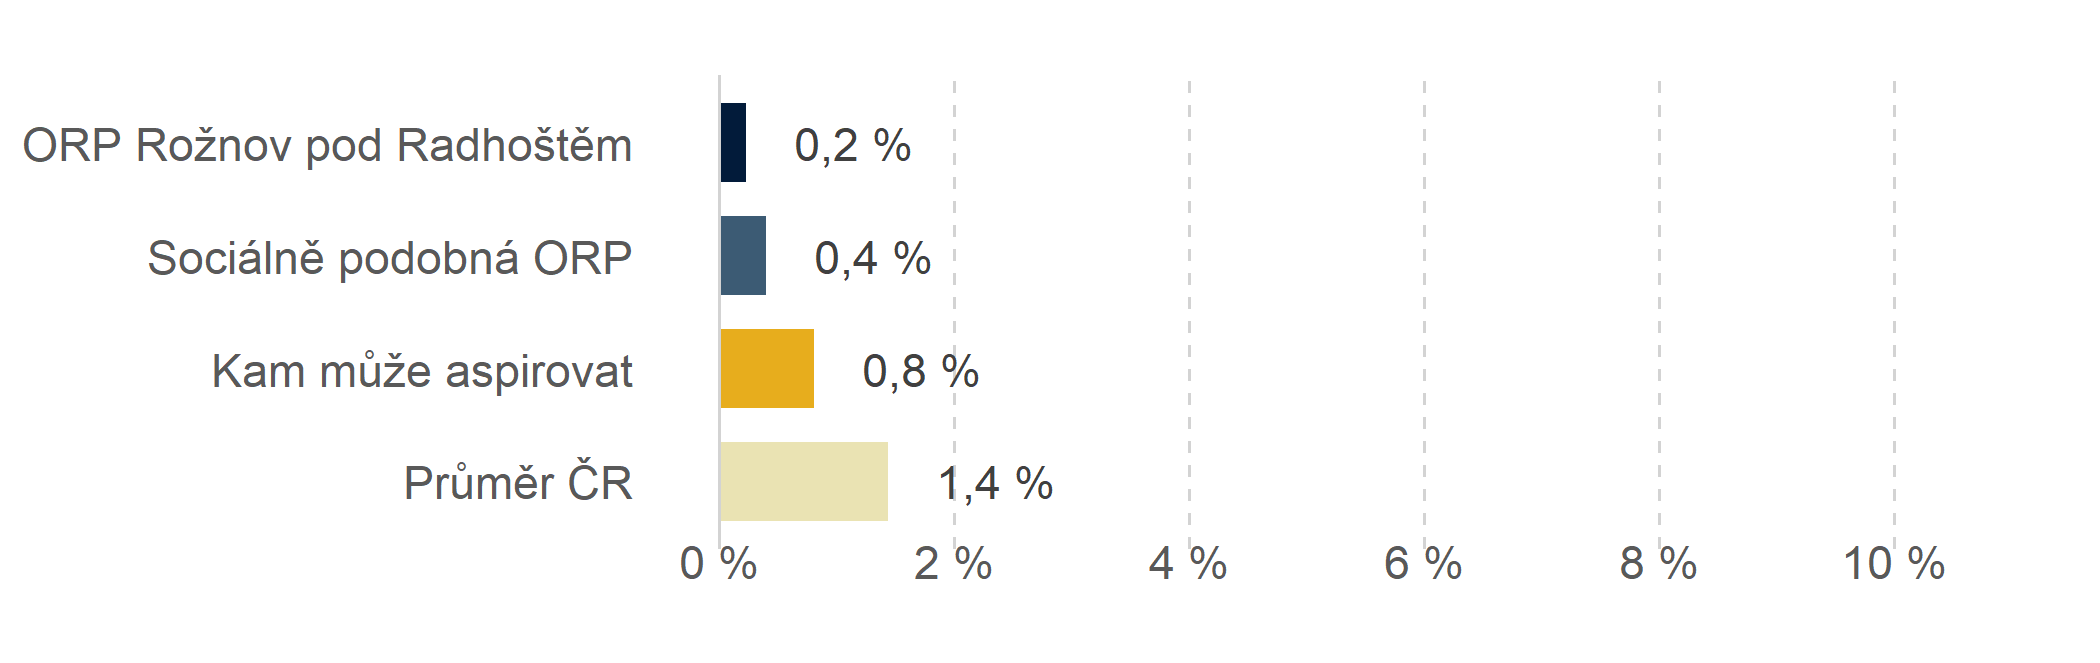 ORP Rožnov pod Radhoštěm 0,2 %
Sociálně podobná ORP 0,4 %
Kam může aspirovat 0,8 %
Průměr ČR 1,4 %
0 % 2 % 4 % 6 % 8 % 10 %